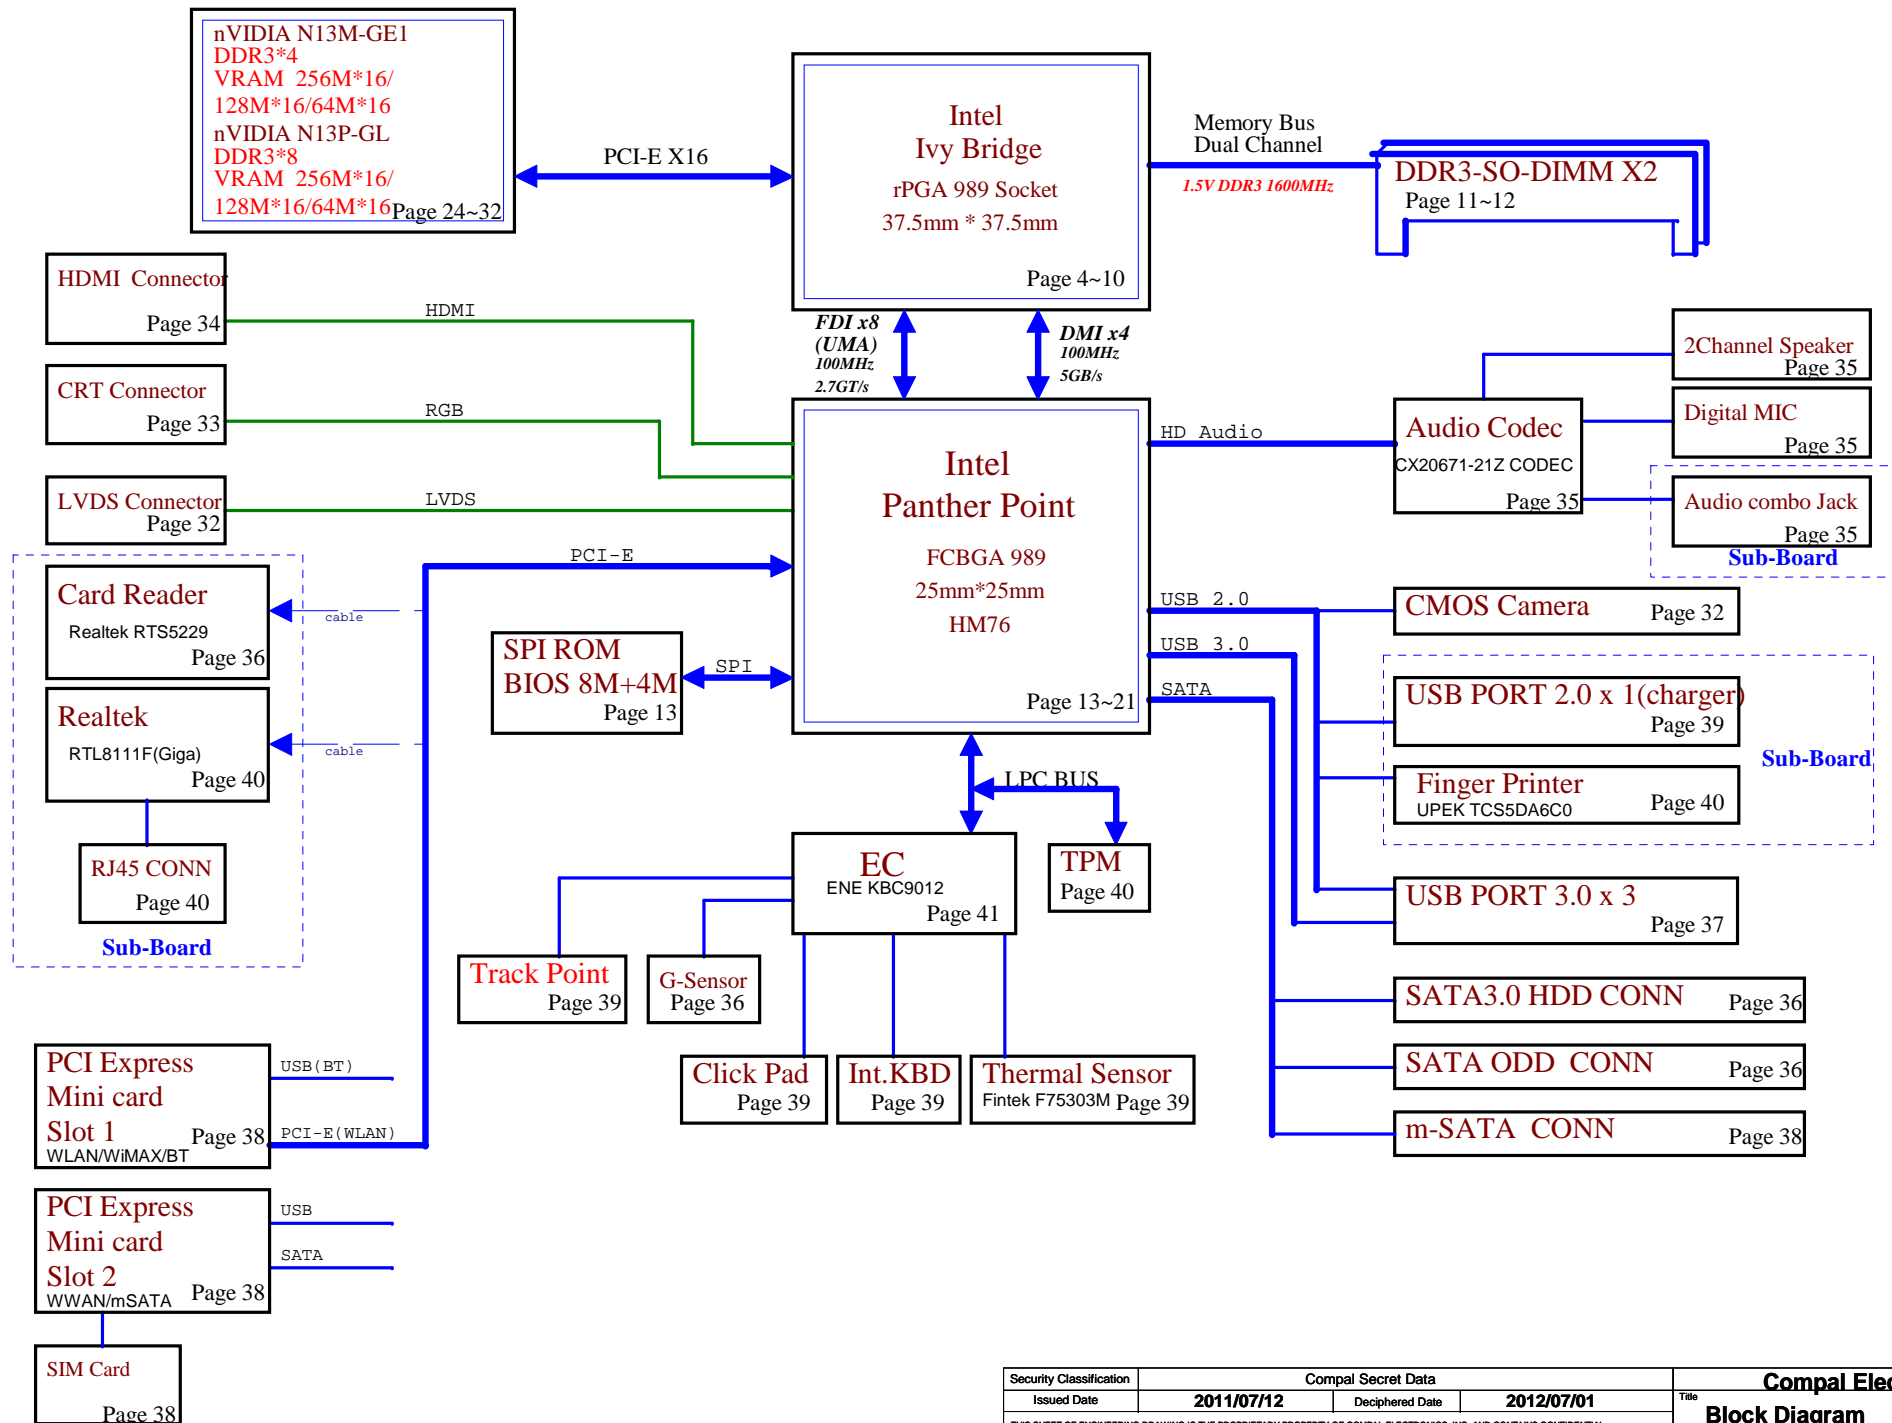 nVIDIA N13M-GE1
DDR3*4
VRAM 256M*16/
128M*16/64M*16
nVIDIA N13P-GL
DDR3*8
VRAM 256M*16/
128M*16/64M*16
Page 24~32
PCI-E X16
Intel
Ivy Bridge
rPGA 989 Socket
37.5mm * 37.5mm
Page 4~10
Memory Bus
Dual Channel
1.5V DDR3 1600MHz
DDR3-SO-DIMM X2
Page 11~12
HDMI Connector
Page 34
HDMI
CRT Connector
Page 33
RGB
LVDS Connector
Page 32
LVDS
FDI x8
(UMA)
100MHz
2.7GT/s
DMI x4
100MHz
5GB/s
Intel
Panther Point
FCBGA 989
25mm*25mm
HM76
Page 13~21
HD Audio
Audio Codec
CX20671-21Z CODEC
Page 35
2Channel Speaker
Page 35
Digital MIC
Page 35
Audio combo Jack
Page 35
Sub-Board
PCI-E
Card Reader
Realtek RTS5229
Page 36
cable
Realtek
RTL8111F(Giga)
Page 40
cable
RJ45 CONN
Page 40
Sub-Board
SPI ROM
BIOS 8M+4M
Page 13
SPI
USB 2.0
USB 3.0
SATA
CMOS Camera
Page 32
USB PORT 2.0 x 1(charger)
Page 39
Sub-Board
Finger Printer
UPEK TCS5DA6C0
Page 40
USB PORT 3.0 x 3
Page 37
SATA3.0 HDD CONN
Page 36
SATA ODD CONN
Page 36
m-SATA CONN
Page 38
LPC BUS
EC
ENE KBC9012
Page 41
TPM
Page 40
Track Point
Page 39
G-Sensor
Page 36
Click Pad
Page 39
Int.KBD
Page 39
Thermal Sensor
Fintek F75303M
Page 39
PCI Express
Mini card
Slot 1
WLAN/WiMAX/BT
Page 38
USB(BT)
PCI-E(WLAN)
PCI Express
Mini card
Slot 2
WWAN/mSATA
Page 38
USB
SATA
SIM Card
Page 38
Security Classification
Compal Secret Data
Issued Date
2011/07/12
Deciphered Date
2012/07/01
Compal Elec
Title
Block Diagram